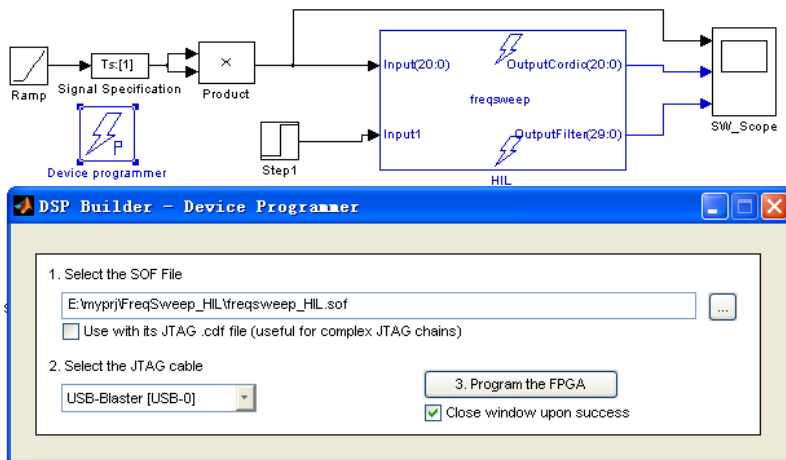 Ramp
Ts:[1]
Signal Specification
×
Product
P
Device programmer
Step1
Input(20:0)
OutputCordic(20:0)
freqsweep
Input1
OutputFilter(29:0)
HIL
SW_Scope
DSP Builder - Device Programmer
1. Select the SOF File
E:\myprj\FreqSweep_HIL\freqsweep_HIL.sof
...
Use with its JTAG .cdf file (useful for complex JTAG chains)
2. Select the JTAG cable
USB-Blaster [USB-0]
3. Program the FPGA
Close window upon success